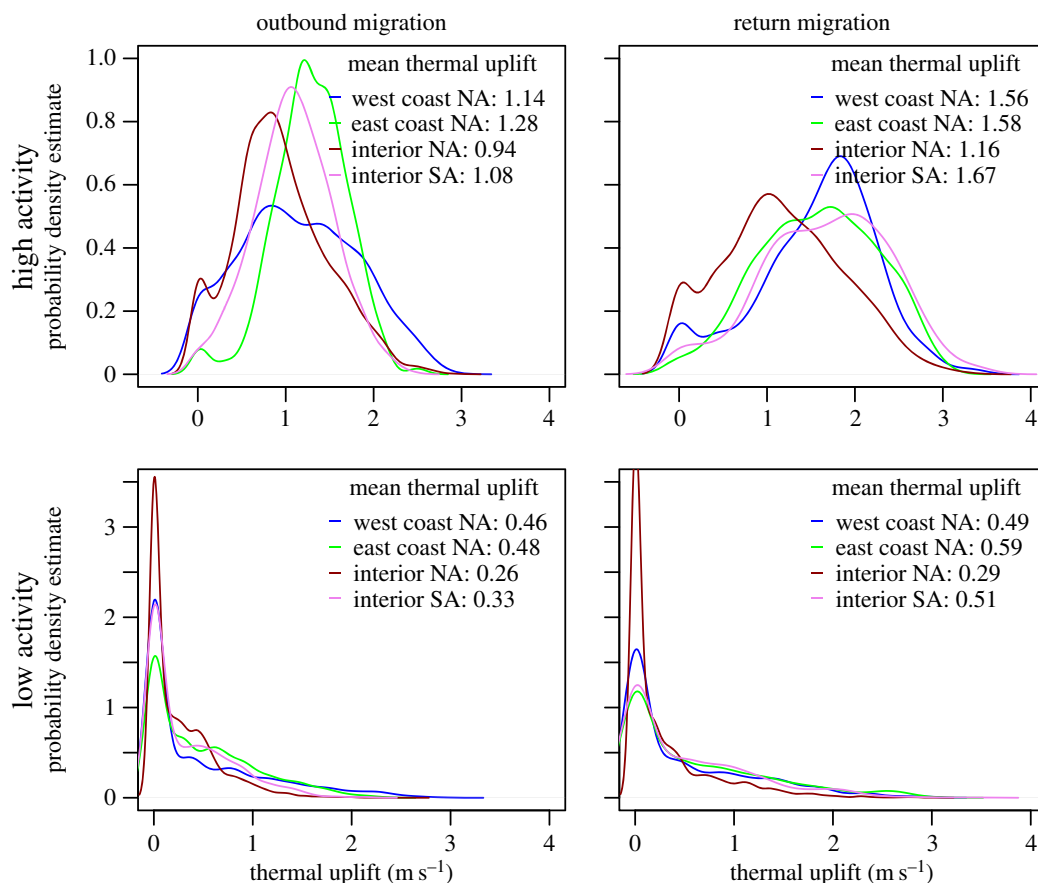 outbound migration
return migration
high activity
probability density estimate
1.0
0.8
0.6
0.4
0.2
0
mean thermal uplift
west coast NA: 1.14
east coast NA: 1.28
interior NA: 0.94
interior SA: 1.08
0 1 2 3 4
mean thermal uplift
west coast NA: 1.56
east coast NA: 1.58
interior NA: 1.16
interior SA: 1.67
0 1 2 3 4
low activity
probability density estimate
3
2
1
0
mean thermal uplift
west coast NA: 0.46
east coast NA: 0.48
interior NA: 0.26
interior SA: 0.33
0 1 2 3 4
thermal uplift (m s⁻¹)
mean thermal uplift
west coast NA: 0.49
east coast NA: 0.59
interior NA: 0.29
interior SA: 0.51
0 1 2 3 4
thermal uplift (m s⁻¹)